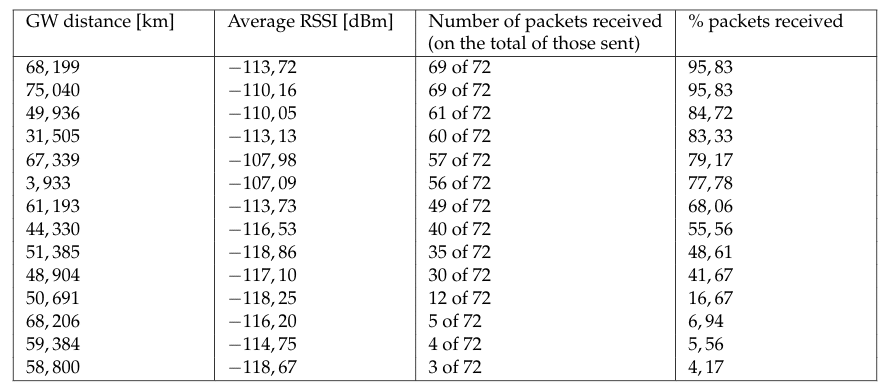 GW distance [km] Average RSSI [dBm] Number of packets received % packets received
(on the total of those sent)
68, 199 −113, 72 69 of 72 95, 83
75, 040 −110, 16 69 of 72 95, 83
49, 936 −110, 05 61 of 72 84, 72
31, 505 −113, 13 60 of 72 83, 33
67, 339 −107, 98 57 of 72 79, 17
3, 933 −107, 09 56 of 72 77, 78
61, 193 −113, 73 49 of 72 68, 06
44, 330 −116, 53 40 of 72 55, 56
51, 385 −118, 86 35 of 72 48, 61
48, 904 −117, 10 30 of 72 41, 67
50, 691 −118, 25 12 of 72 16, 67
68, 206 −116, 20 5 of 72 6, 94
59, 384 −114, 75 4 of 72 5, 56
58, 800 −118, 67 3 of 72 4, 17